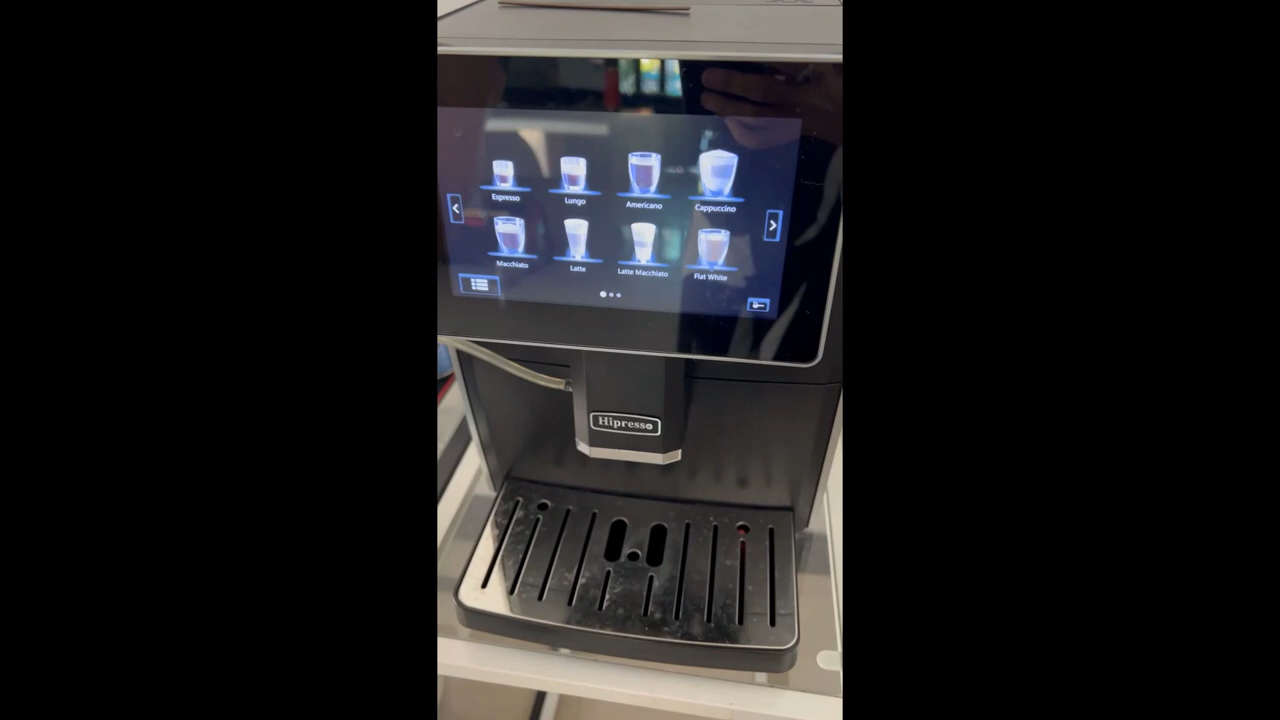 Espresso
Lungo
Americano
Cappuccino
Macchiato
Latte
Latte Macchiato
Flat White
Hipresso